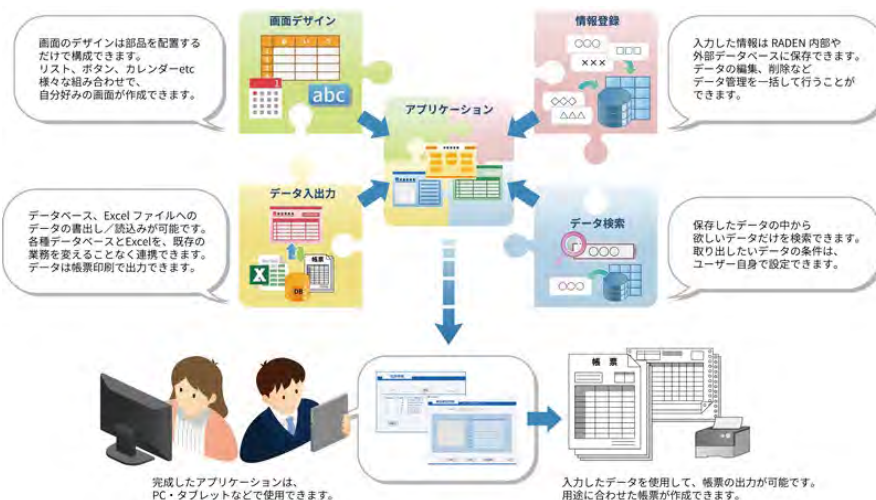 画面デザイン
画面のデザインは部品を配置する
だけで構成できます。
リスト、ボタン、カレンダーetc
様々な組み合わせで、
自分好みの画面が作成できます。
abc
情報登録
○○○
□□□
×××
◇◇◇
△△△
入力した情報は RADEN 内部や
外部データベースに保存できます。
データの編集、削除など
データ管理を一括して行うことが
できます。
アプリケーション
データ入出力
データベース、Excel ファイルへの
データの書出し/読込みが可能です。
各種データベースとExcelを、既存の
業務を変えることなく連携できます。
データは帳票印刷で出力できます。
帳票
X
DB
データ検索
○○○
○○○
保存したデータの中から
欲しいデータだけを検索できます。
取り出したいデータの条件は、
ユーザー自身で設定できます。
帳 票
完成したアプリケーションは、
PC・タブレットなどで使用できます。
入力したデータを使用して、帳票の出力が可能です。
用途に合わせた帳票が作成できます。